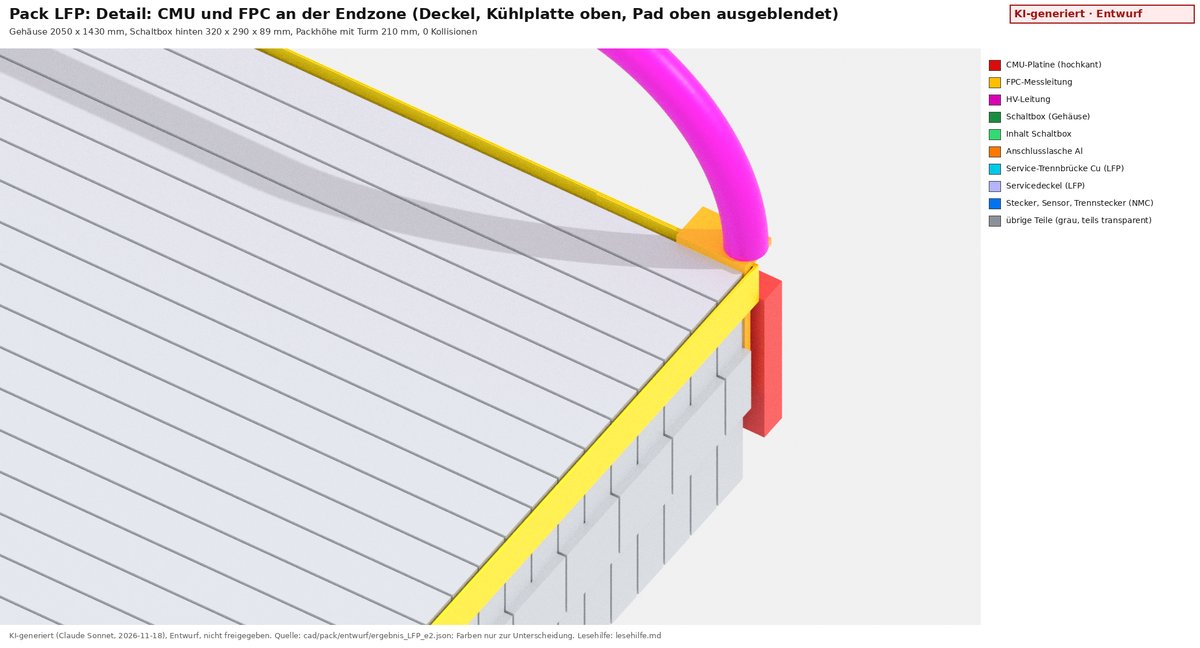 Pack LFP: Detail: CMU und FPC an der Endzone (Deckel, Kühlplatte oben, Pad oben ausgeblendet)
KI-generiert · Entwurf
Gehäuse 2050 x 1430 mm, Schaltbox hinten 320 x 290 x 89 mm, Packhöhe mit Turm 210 mm, 0 Kollisionen
CMU-Platine (hochkant)
FPC-Messleitung
HV-Leitung
Schaltbox (Gehäuse)
Inhalt Schaltbox
Anschlusslasche Al
Service-Trennbrücke Cu (LFP)
Servicedeckel (LFP)
Stecker, Sensor, Trennstecker (NMC)
übrige Teile (grau, teils transparent)
KI-generiert (Claude Sonnet, 2026-11-18), Entwurf, nicht freigegeben. Quelle: cad/pack/entwurf/ergebnis_LFP_e2.json; Farben nur zur Unterscheidung. Lesehilfe: lesehilfe.md